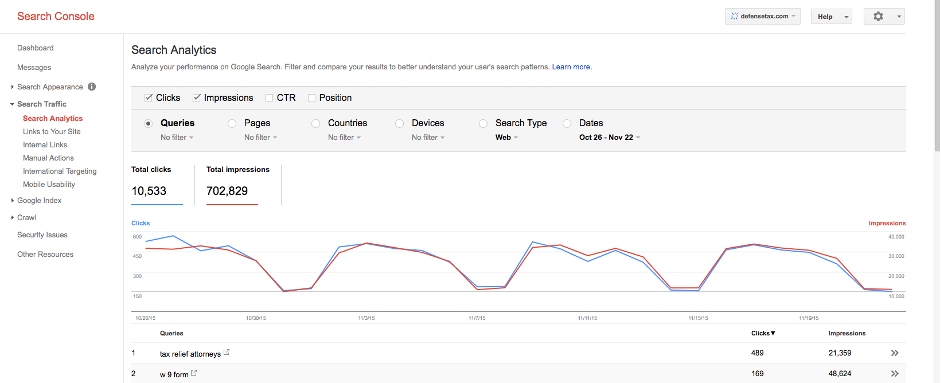 Search Console
defensetax.com
Help
Dashboard
Messages
Search Appearance
Search Traffic
Search Analytics
Links to Your Site
Internal Links
Manual Actions
International Targeting
Mobile Usability
Google Index
Crawl
Security Issues
Other Resources
Search Analytics
Analyze your performance on Google Search. Filter and compare your results to better understand your user's search patterns. Learn more.
Clicks Impressions CTR Position
Queries Pages Countries Devices Search Type Dates
No filter No filter No filter No filter Web Oct 26 - Nov 22
Total clicks Total impressions
10,533 702,829
Clicks Impressions
600 40,000
450 30,000
300 20,000
150 10,000
10/26/15 10/30/15 11/3/15 11/7/15 11/11/15 11/15/15 11/19/15
Queries Clicks▼ Impressions
1 tax relief attorneys 489 21,359 »
2 w 9 form 169 48,624 »